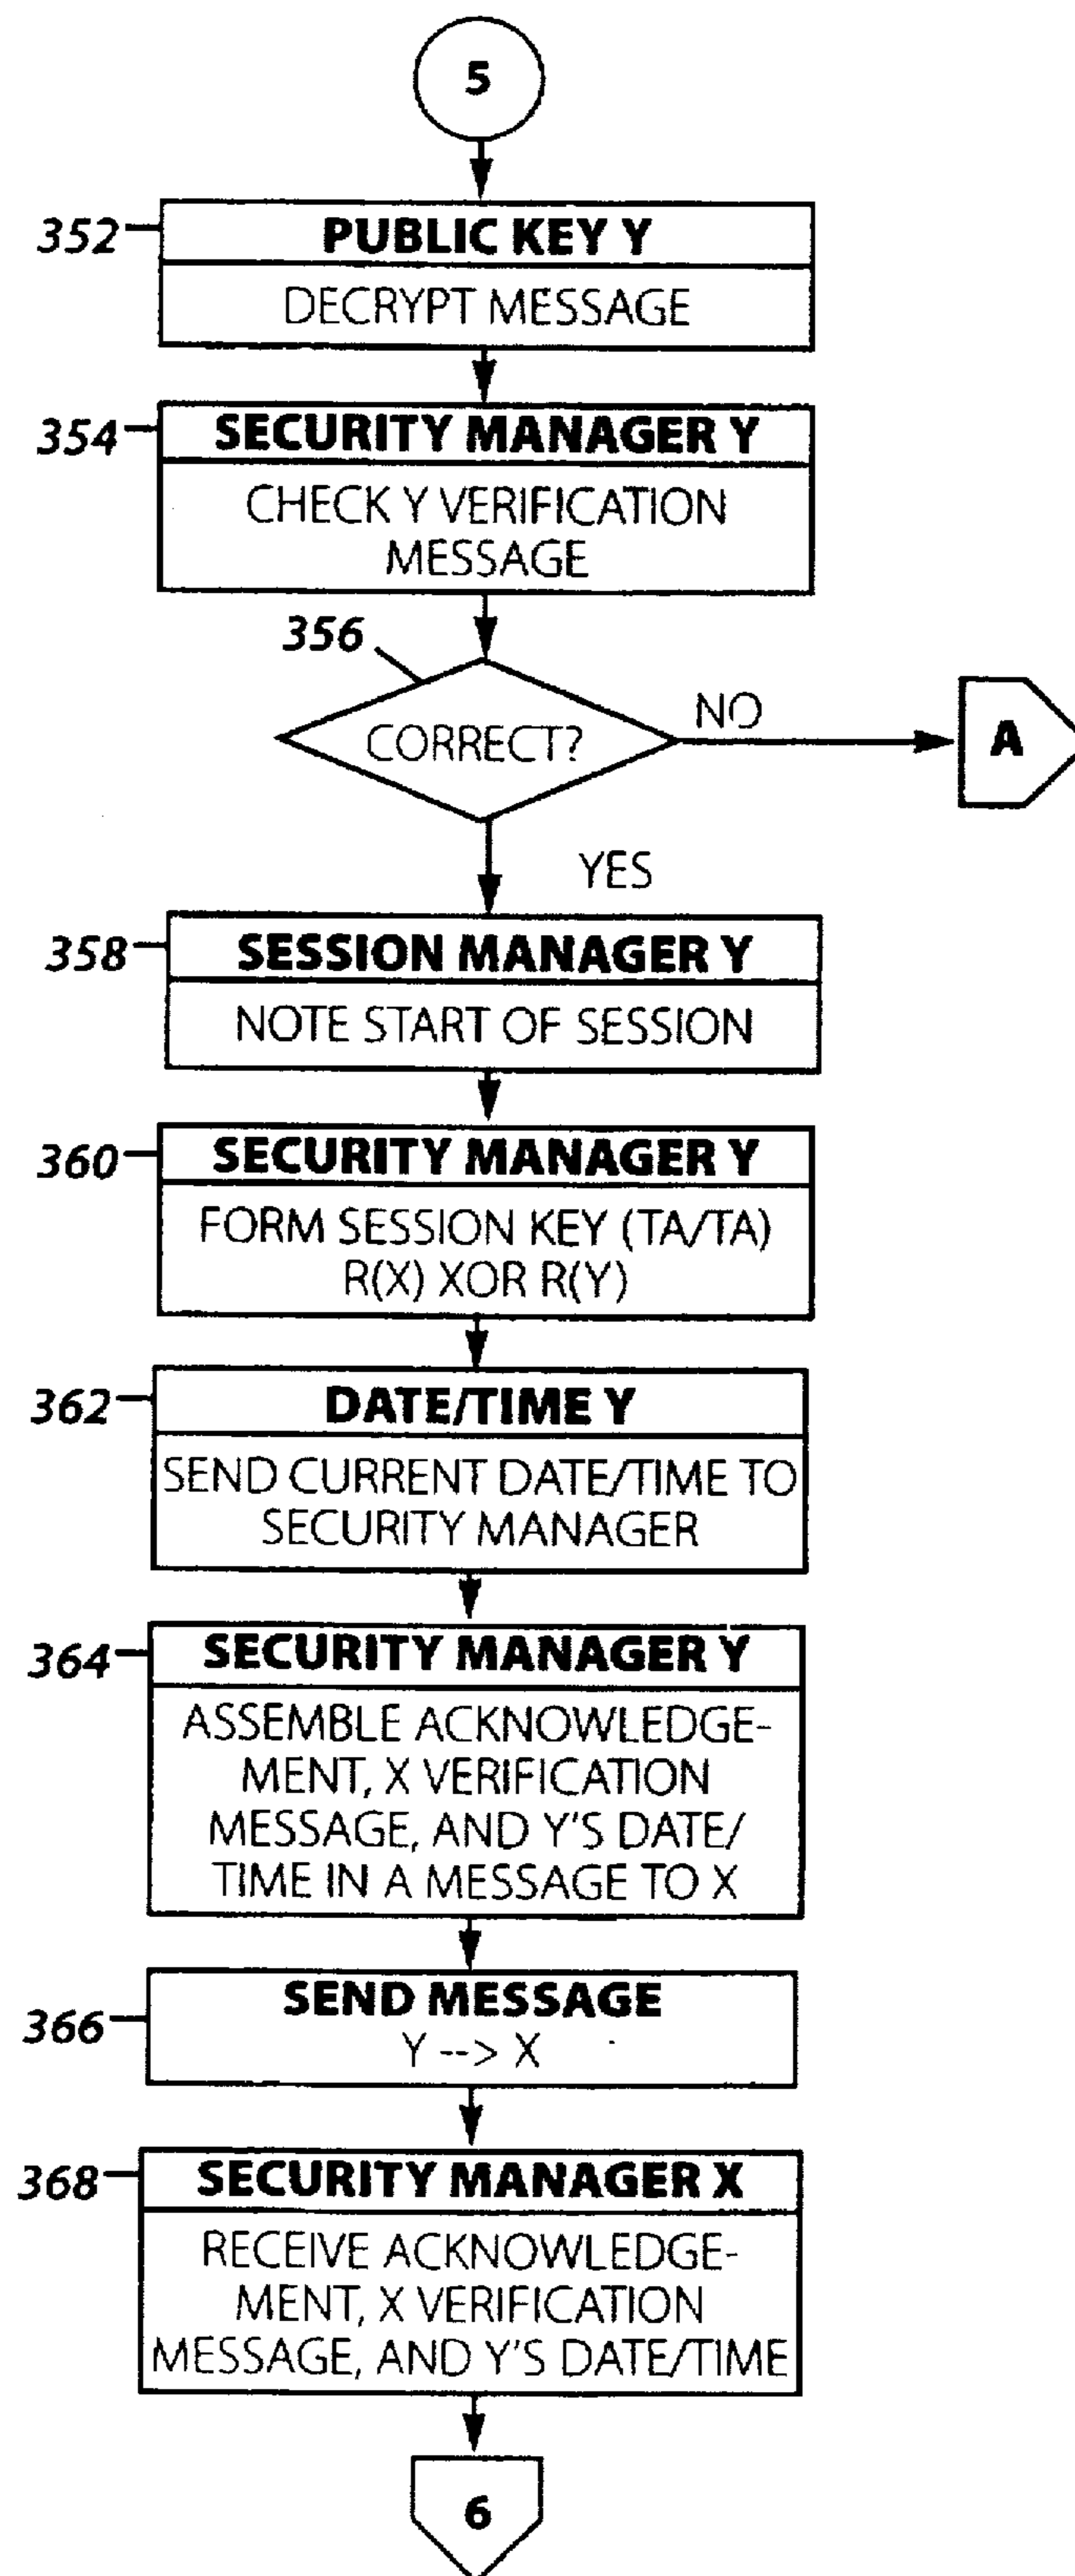 5
352
PUBLIC KEY Y
DECRYPT MESSAGE
354
SECURITY MANAGER Y
CHECK Y VERIFICATION
MESSAGE
356
CORRECT?
NO
A
YES
358
SESSION MANAGER Y
NOTE START OF SESSION
360
SECURITY MANAGER Y
FORM SESSION KEY (TA/TA)
R(X) XOR R(Y)
362
DATE/TIME Y
SEND CURRENT DATE/TIME TO
SECURITY MANAGER
364
SECURITY MANAGER Y
ASSEMBLE ACKNOWLEDGE-
MENT, X VERIFICATION
MESSAGE, AND Y'S DATE/
TIME IN A MESSAGE TO X
366
SEND MESSAGE
Y --> X
368
SECURITY MANAGER X
RECEIVE ACKNOWLEDGE-
MENT, X VERIFICATION
MESSAGE, AND Y'S DATE/TIME
6